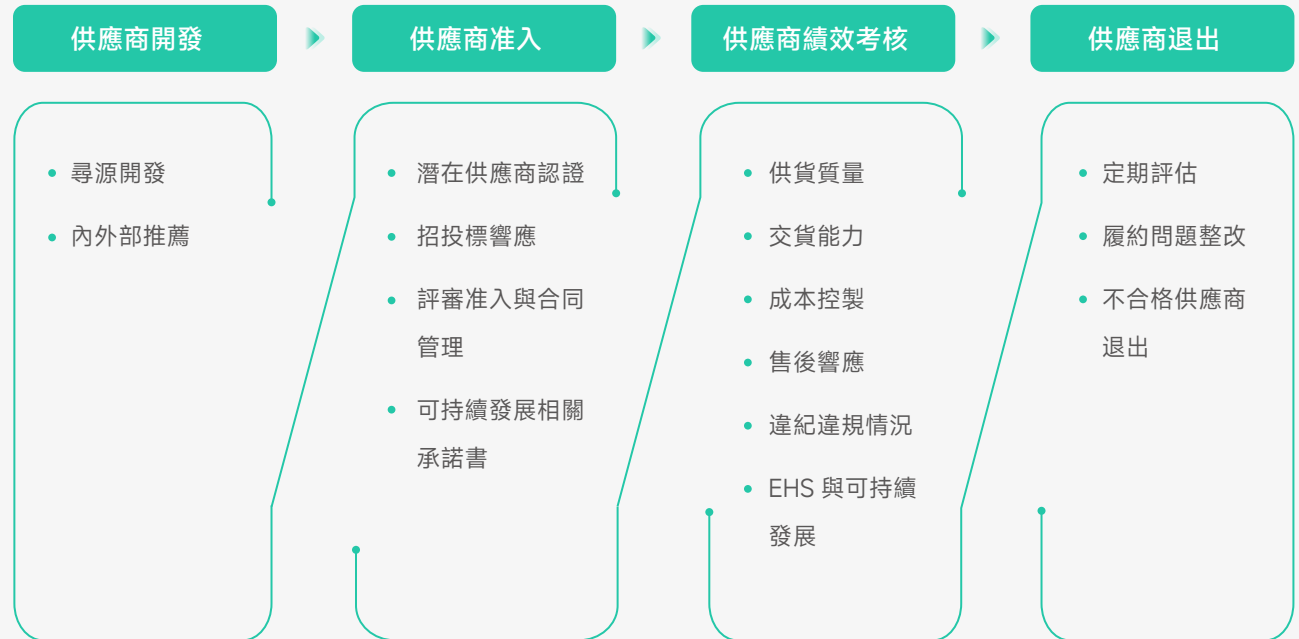 供應商開發
供應商准入
供應商績效考核
供應商退出
尋源開發
內外部推薦
潛在供應商認證
招投標響應
評審准入與合同
管理
可持續發展相關
承諾書
供貨質量
交貨能力
成本控製
售後響應
違紀違規情況
EHS 與可持續
發展
定期評估
履約問題整改
不合格供應商
退出